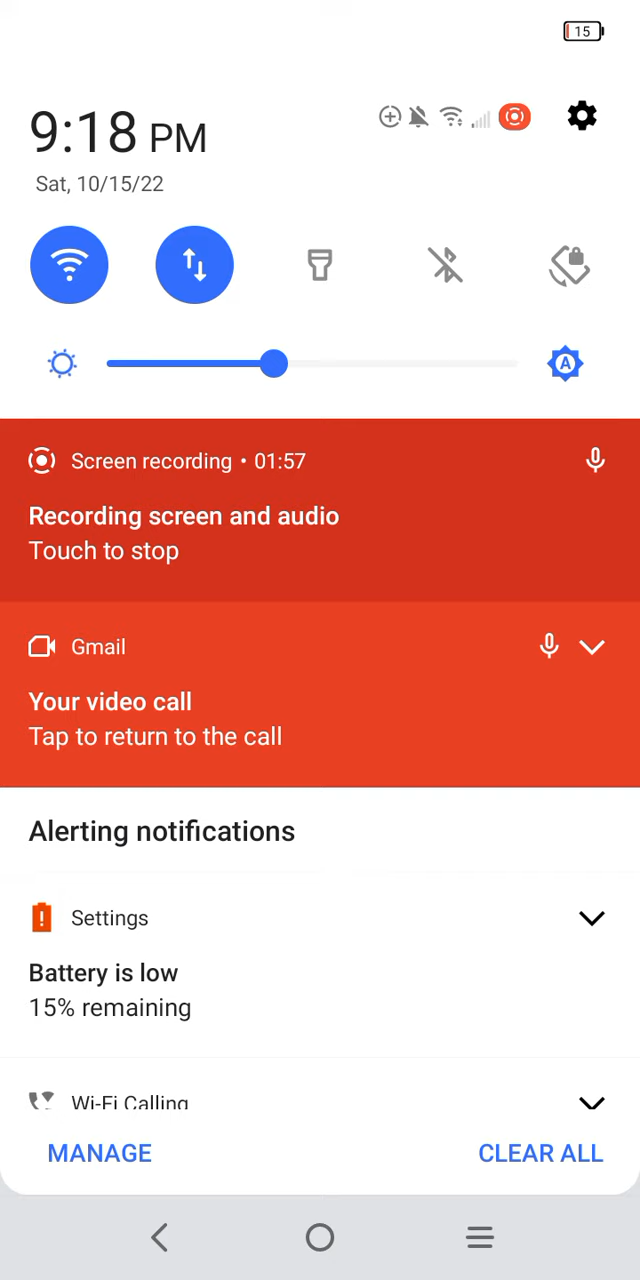 15
9:18 PM
Sat, 10/15/22
A
Screen recording • 01:57
Recording screen and audio
Touch to stop
Gmail
Your video call
Tap to return to the call
Alerting notifications
Settings
Battery is low
15% remaining
Wi-Fi Calling
MANAGE
CLEAR ALL